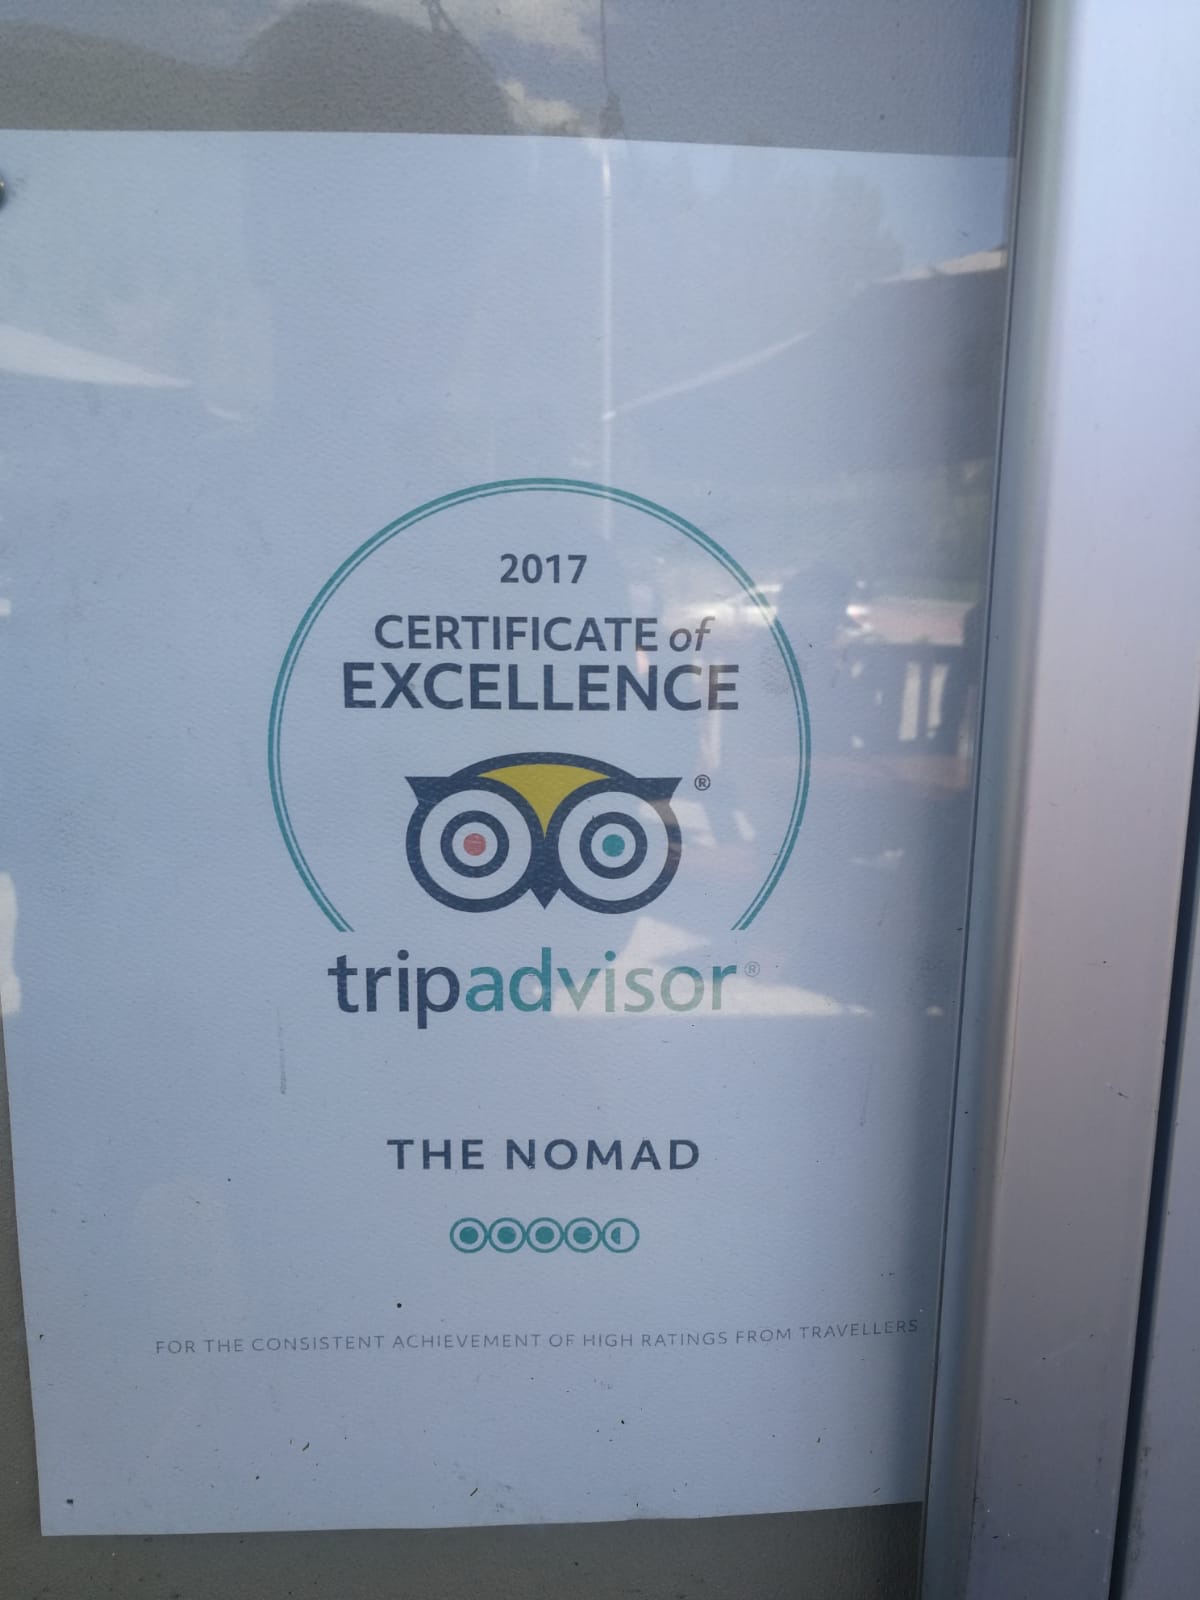 2017
CERTIFICATE of
EXCELLENCE
®
tripadvisor®
THE NOMAD
FOR THE CONSISTENT ACHIEVEMENT OF HIGH RATINGS FROM TRAVELLERS